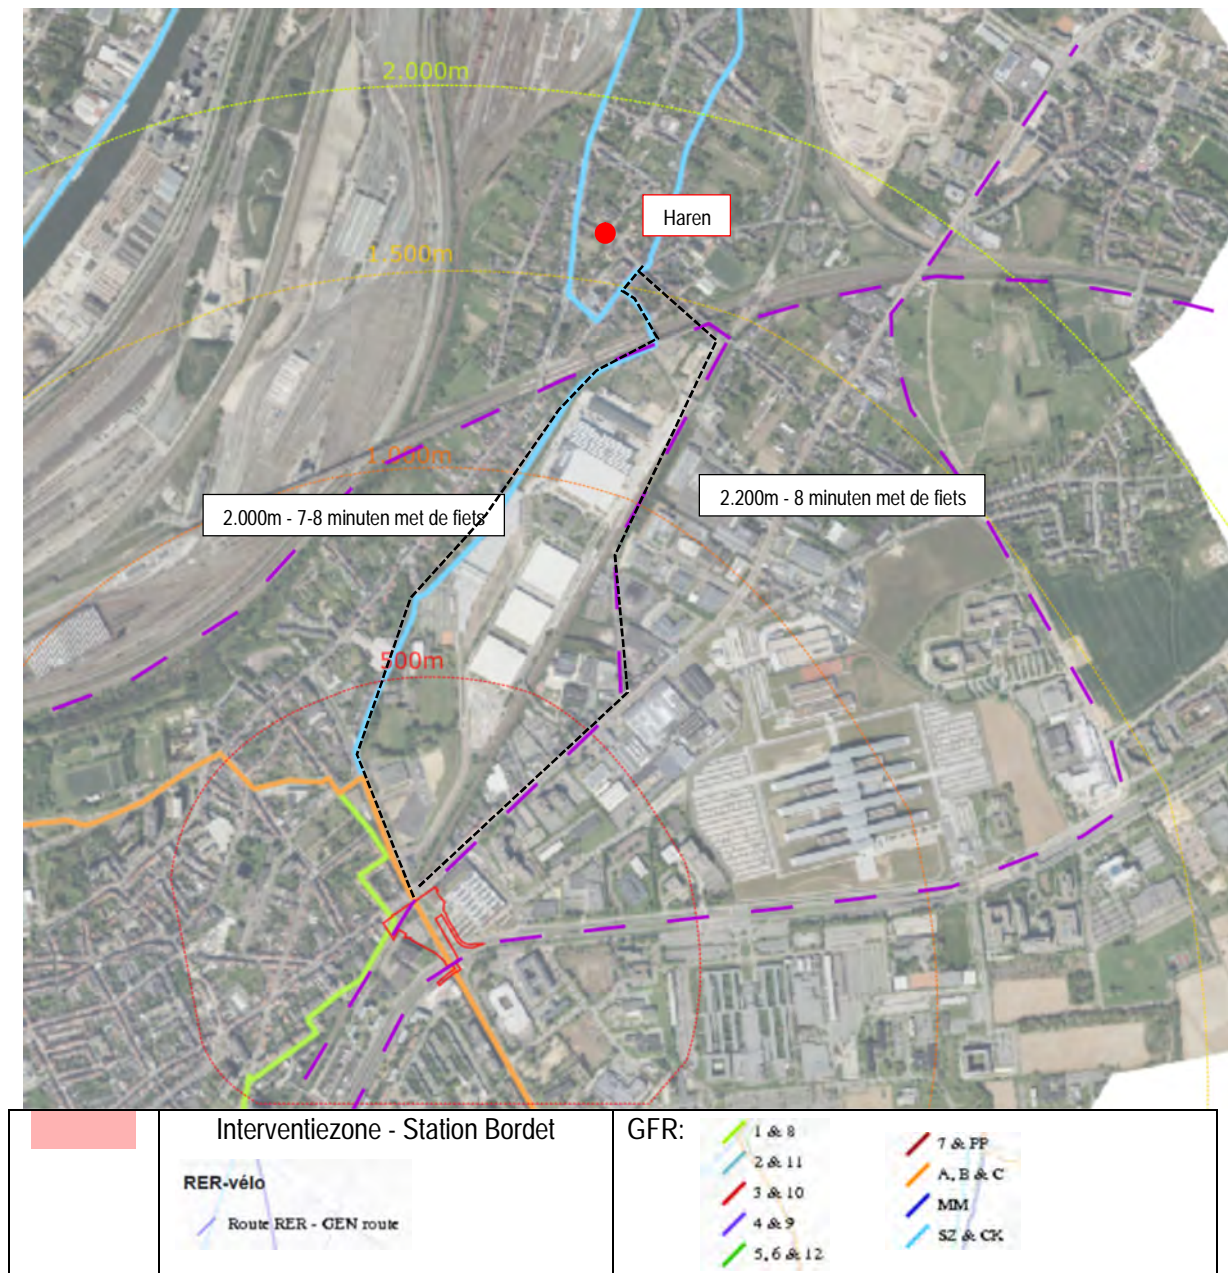 2.000m
Haren
1.500m
1.000m
2.000m - 7-8 minuten met de fiets
2.200m - 8 minuten met de fiets
500m
Interventiezone - Station Bordet
RER-vélo
Route RER - GEN route
GFR:
1 & 8
2 & 11
3 & 10
4 & 9
5, 6 & 12
7 & PP
A, B & C
MM
SZ & CK